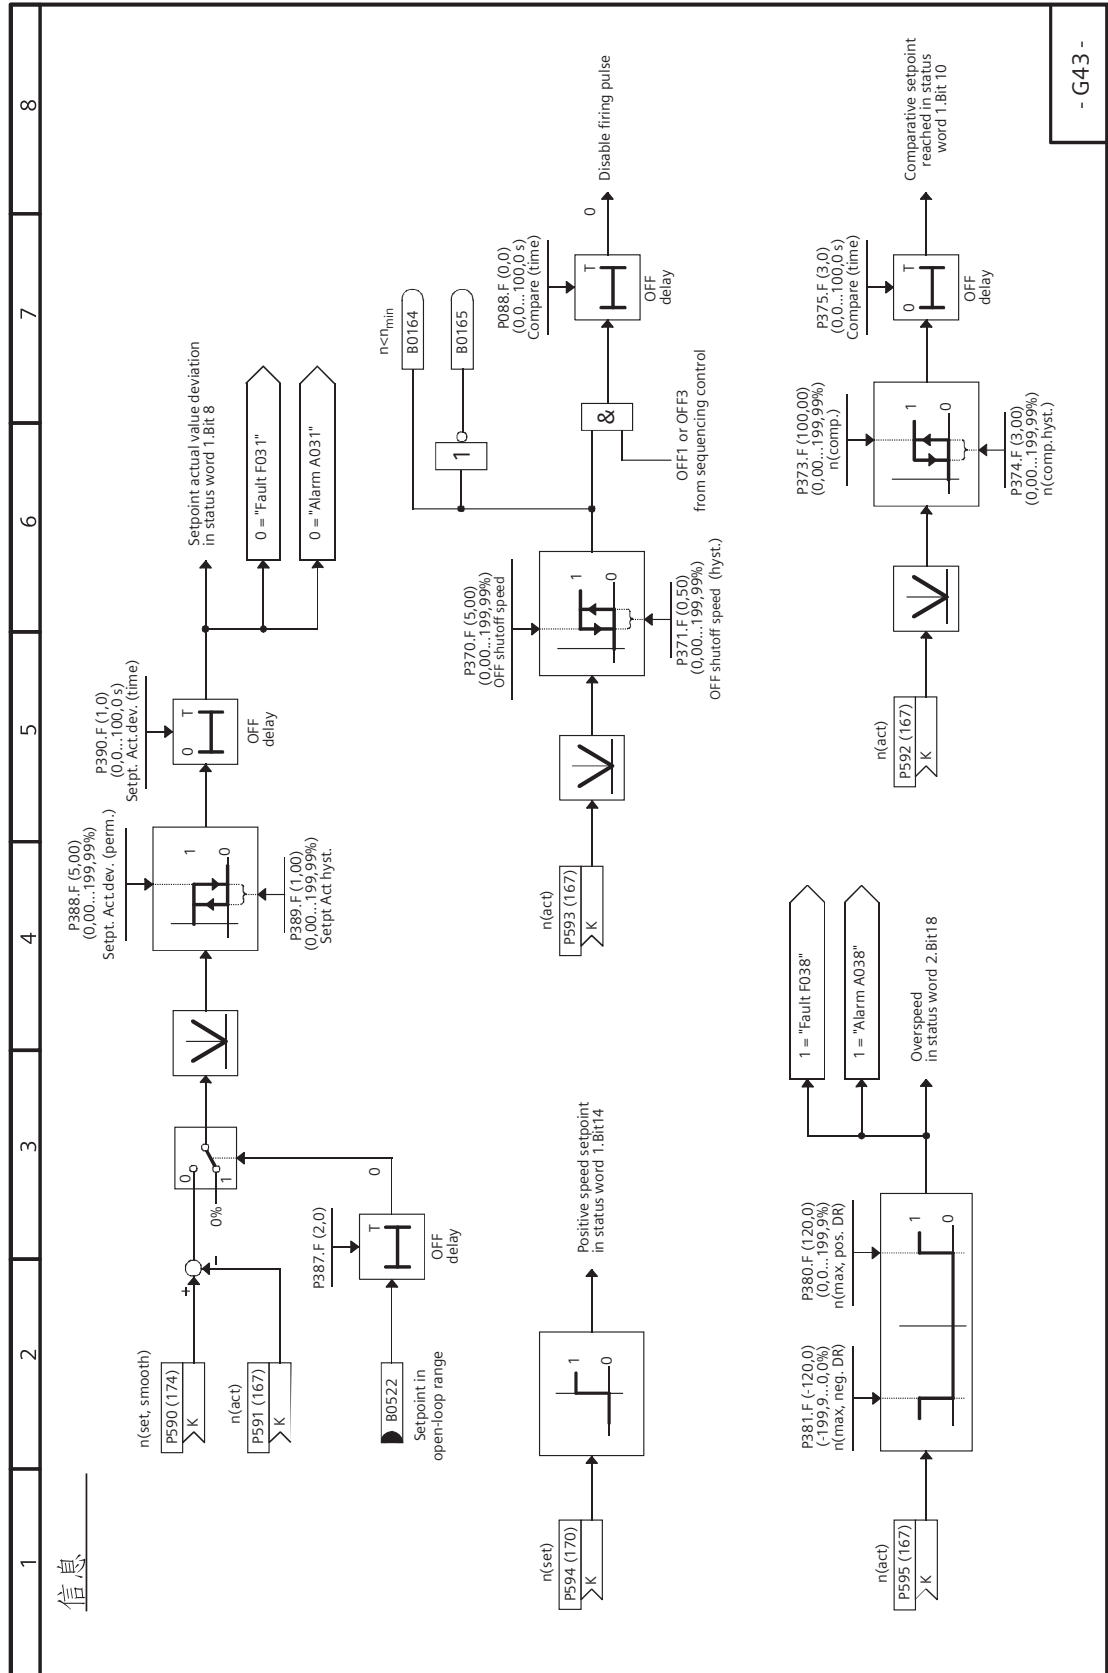 信息
1
2
3
4
5
6
7
8
n(set, smooth)
P590 (174)
K
n(act)
P591 (167)
K
B0522
Setpoint in
open-loop range
+
-
P387.F (2,0)
T
OFF
delay
0
0%
0
1
P388.F (5,00)
(0,00...199,99%)
Setpt. Act.dev. (perm.)
1
0
P389.F (1,00)
(0,00...199,99%)
Setpt Act hyst.
P390.F (1,0)
(0,0...100,0 s)
Setpt. Act.dev. (time)
0 T
OFF
delay
Setpoint actual value deviation
in status word 1.Bit 8
0 = "Fault F031"
0 = "Alarm A031"
n(set)
P594 (170)
K
1
0
Positive speed setpoint
in status word 1.Bit14
n(act)
P593 (167)
K
P370.F (5,00)
(0,00...199,99%)
OFF shutoff speed
1
0
P371.F (0,50)
(0,00...199,99%)
OFF shutoff speed (hyst.)
1
n<nmin
B0164
B0165
&
OFF1 or OFF3
from sequencing control
P088.F (0,0)
(0,0...100,0 s)
Compare (time)
T
OFF
delay
0
Disable firing pulse
n(act)
P595 (167)
K
P381.F (-120,0)
(-199,9...0,0%)
n(max, neg. DR)
P380.F (120,0)
(0,0...199,9%)
n(max, pos. DR)
1
0
1 = "Fault F038"
1 = "Alarm A038"
Overspeed
in status word 2.Bit18
n(act)
P592 (167)
K
P373.F (100,00)
(0,00...199,99%)
n(comp.)
1
0
P374.F (3,00)
(0,00...199,99%)
n(comp.hyst.)
P375.F (3,0)
(0,0...100,0 s)
Compare (time)
0 T
OFF
delay
Comparative setpoint
reached in status
word 1.Bit 10
- G43 -